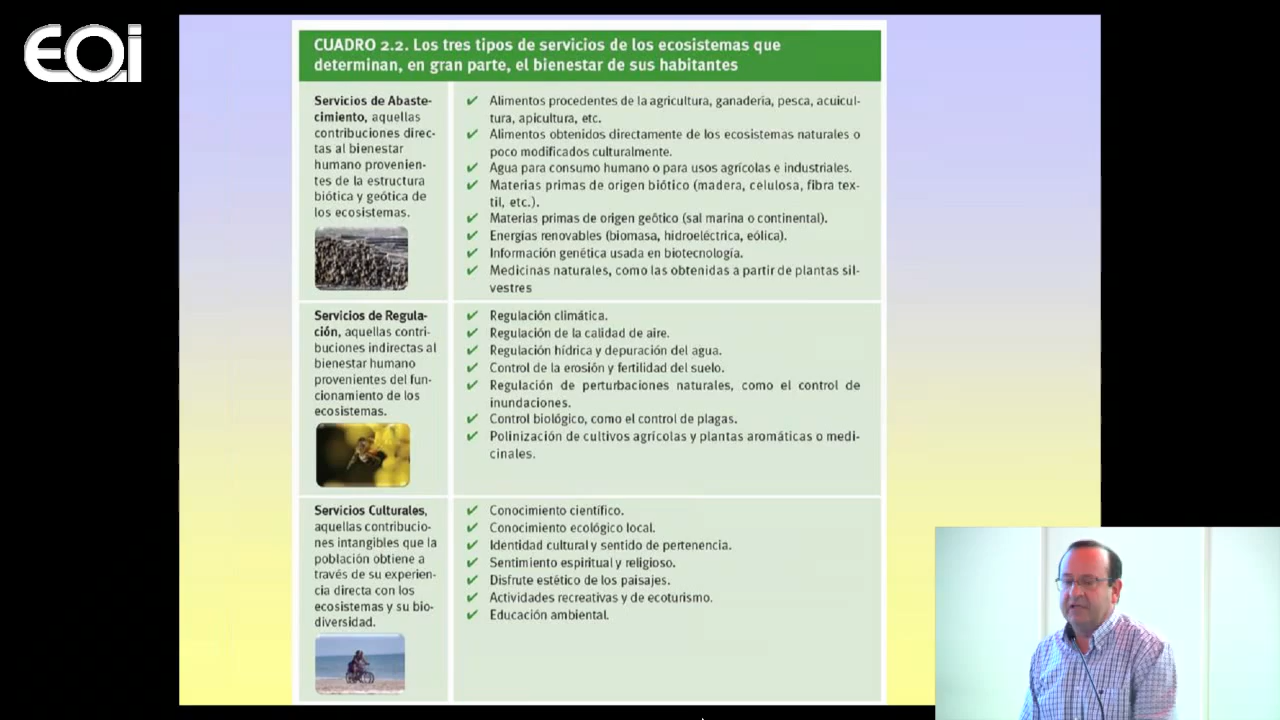 EOi
CUADRO 2.2. Los tres tipos de servicios de los ecosistemas que
determinan, en gran parte, el bienestar de sus habitantes
Servicios de Abaste-
cimiento, aquellas
contribuciones direc-
tas al bienestar
humano provenien-
tes de la estructura
biótica y geótica de
los ecosistemas.
✔ Alimentos procedentes de la agricultura, ganadería, pesca, acuicul-
tura, apicultura, etc.
✔ Alimentos obtenidos directamente de los ecosistemas naturales o
poco modificados culturalmente.
✔ Agua para consumo humano o para usos agrícolas e industriales.
✔ Materias primas de origen biótico (madera, celulosa, fibra tex-
til, etc.).
✔ Materias primas de origen geótico (sal marina o continental).
✔ Energías renovables (biomasa, hidroeléctrica, eólica).
✔ Información genética usada en biotecnología.
✔ Medicinas naturales, como las obtenidas a partir de plantas sil-
vestres
Servicios de Regula-
ción, aquellas contri-
buciones indirectas al
bienestar humano
provenientes del fun-
cionamiento de los
ecosistemas.
✔ Regulación climática.
✔ Regulación de la calidad de aire.
✔ Regulación hídrica y depuración del agua.
✔ Control de la erosión y fertilidad del suelo.
✔ Regulación de perturbaciones naturales, como el control de
inundaciones.
✔ Control biológico, como el control de plagas.
✔ Polinización de cultivos agrícolas y plantas aromáticas o medi-
cinales.
Servicios Culturales,
aquellas contribucio-
nes intangibles que la
población obtiene a
través de su experien-
cia directa con los
ecosistemas y su bio-
diversidad.
✔ Conocimiento científico.
✔ Conocimiento ecológico local.
✔ Identidad cultural y sentido de pertenencia.
✔ Sentimiento espiritual y religioso.
✔ Disfrute estético de los paisajes.
✔ Actividades recreativas y de ecoturismo.
✔ Educación ambiental.